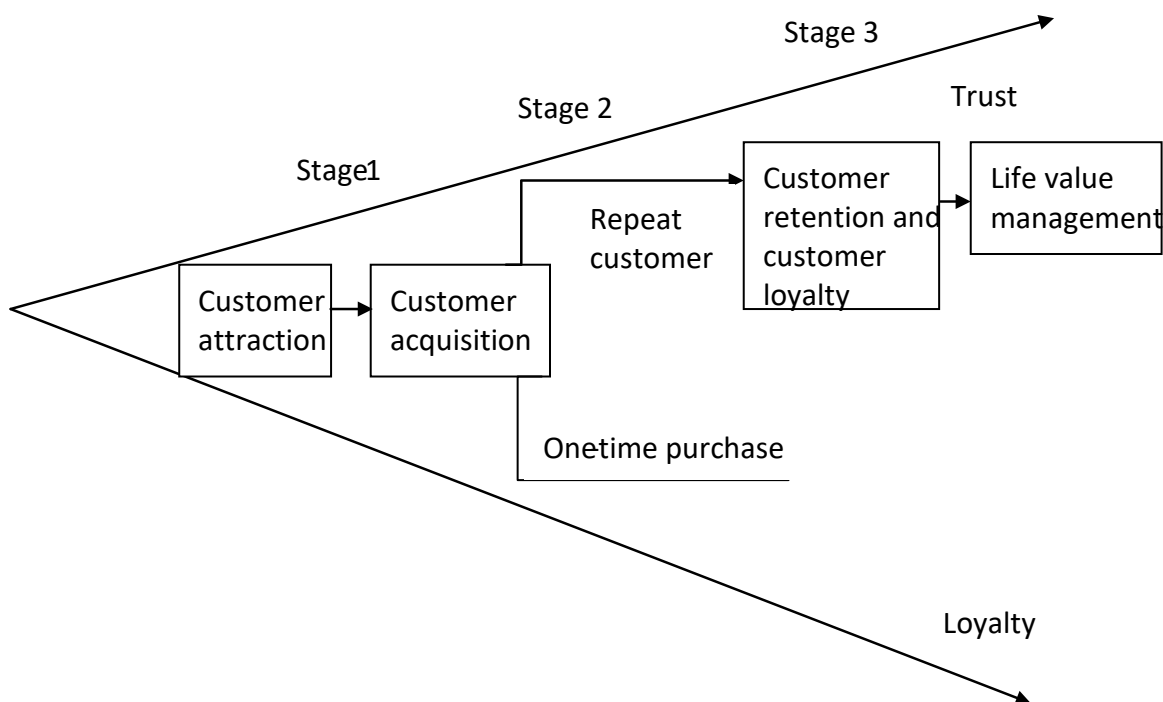 Stage 3
Trust
Stage 2
Stage1
Customer
retention and
customer
loyalty
Life value
management
Repeat
customer
Customer
attraction
Customer
acquisition
Onetime purchase
Loyalty